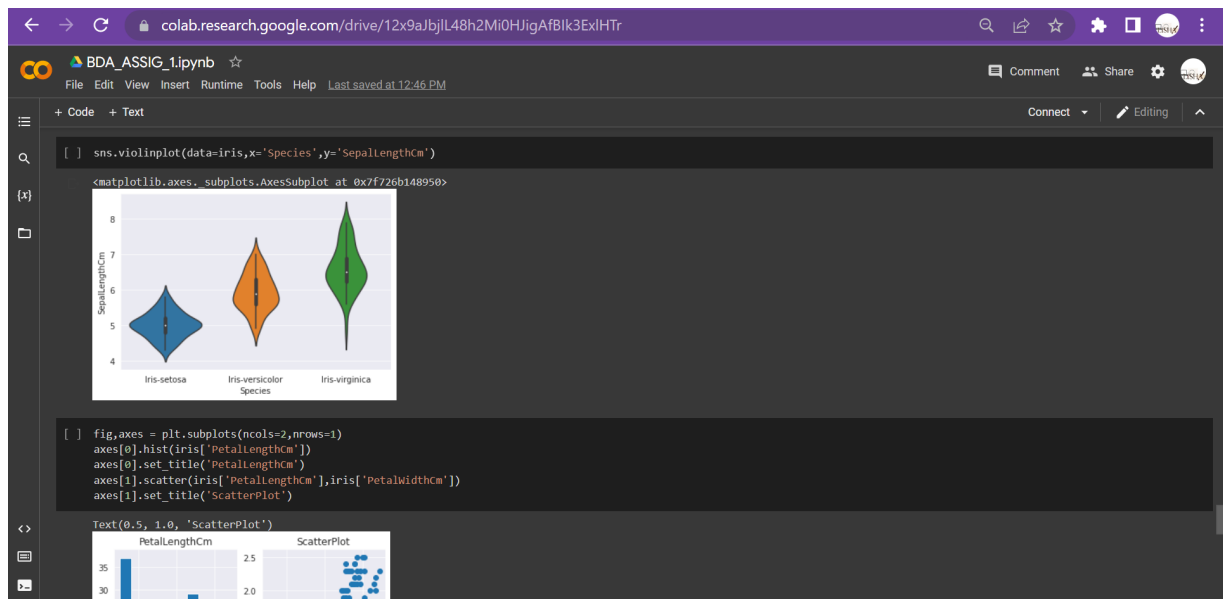 colab.research.google.com/drive/12x9aJbjlL48h2Mi0HJigAfBIk3ExlHTr
CO BDA_ASSIG_1.ipynb
File Edit View Insert Runtime Tools Help Last saved at 12:46 PM
Comment Share
+ Code + Text Connect Editing
[ ] sns.violinplot(data=iris,x='Species',y='SepalLengthCm')
<matplotlib.axes._subplots.AxesSubplot at 0x7f726b148950>
{x}
8
7
6
5
4
SepalLengthCm
Iris-setosa Iris-versicolor Iris-virginica
Species
[ ] fig,axes = plt.subplots(ncols=2,nrows=1)
axes[0].hist(iris['PetalLengthCm'])
axes[0].set_title('PetalLengthCm')
axes[1].scatter(iris['PetalLengthCm'],iris['PetalWidthCm'])
axes[1].set_title('ScatterPlot')
Text(0.5, 1.0, 'ScatterPlot')
PetalLengthCm ScatterPlot
35 2.5
30 2.0